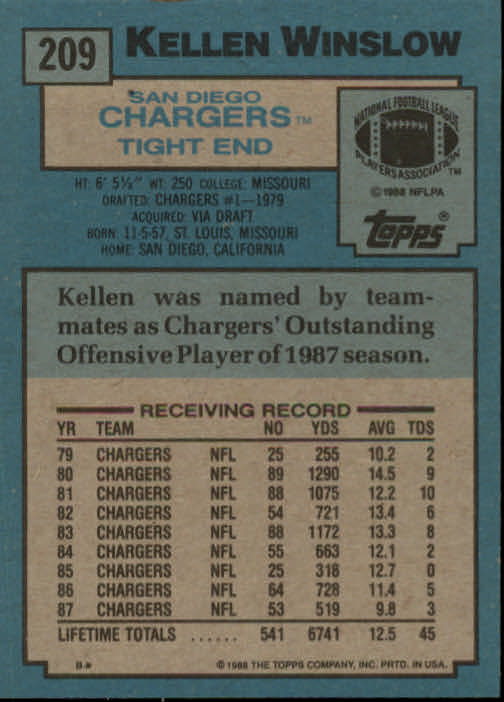 209 KELLEN WINSLOW
SAN DIEGO
CHARGERS™
TIGHT END
NATIONAL FOOTBALL LEAGUE
PLAYERS ASSOCIATION™
©1988 NFLPA
TOPPS®
HT: 6' 5½" WT: 250 COLLEGE: MISSOURI
DRAFTED: CHARGERS #1—1979
ACQUIRED: VIA DRAFT
BORN: 11-5-57, ST. LOUIS, MISSOURI
HOME: SAN DIEGO, CALIFORNIA
Kellen was named by team-
mates as Chargers' Outstanding
Offensive Player of 1987 season.
RECEIVING RECORD
YR TEAM NO YDS AVG TDS
79 CHARGERS NFL 25 255 10.2 2
80 CHARGERS NFL 89 1290 14.5 9
81 CHARGERS NFL 88 1075 12.2 10
82 CHARGERS NFL 54 721 13.4 6
83 CHARGERS NFL 88 1172 13.3 8
84 CHARGERS NFL 55 663 12.1 2
85 CHARGERS NFL 25 318 12.7 0
86 CHARGERS NFL 64 728 11.4 5
87 CHARGERS NFL 53 519 9.8 3
LIFETIME TOTALS ...... 541 6741 12.5 45
B* ©1988 THE TOPPS COMPANY, INC. PRTD. IN USA.